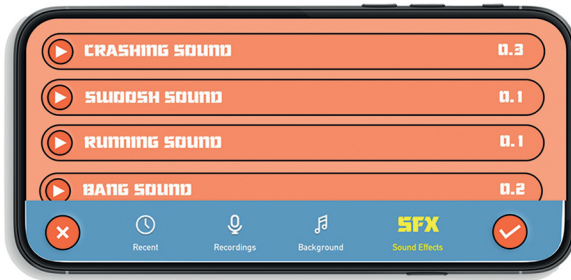 CRASHING SOUND 0.3
SWOOSH SOUND 0.1
RUNNING SOUND 0.1
BANG SOUND 0.2
SFX
Recent Recordings Background Sound Effects